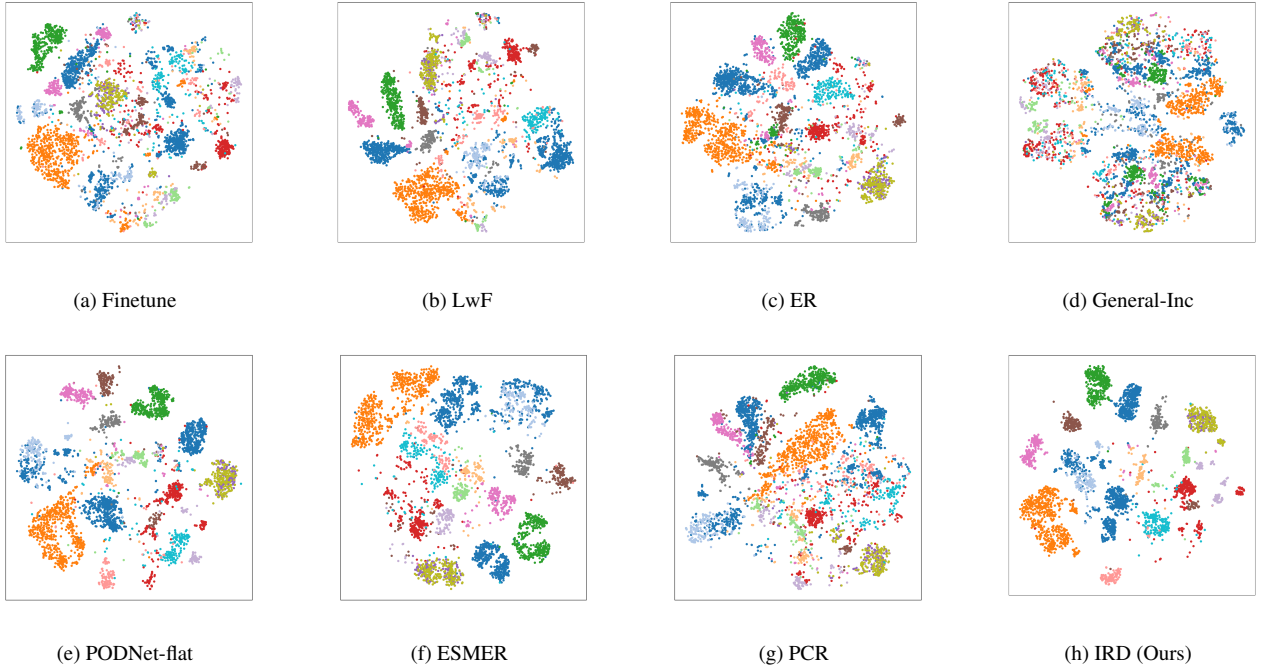 (a) Finetune
(b) LwF
(c) ER
(d) General-Inc
(e) PODNet-flat
(f) ESMER
(g) PCR
(h) IRD (Ours)